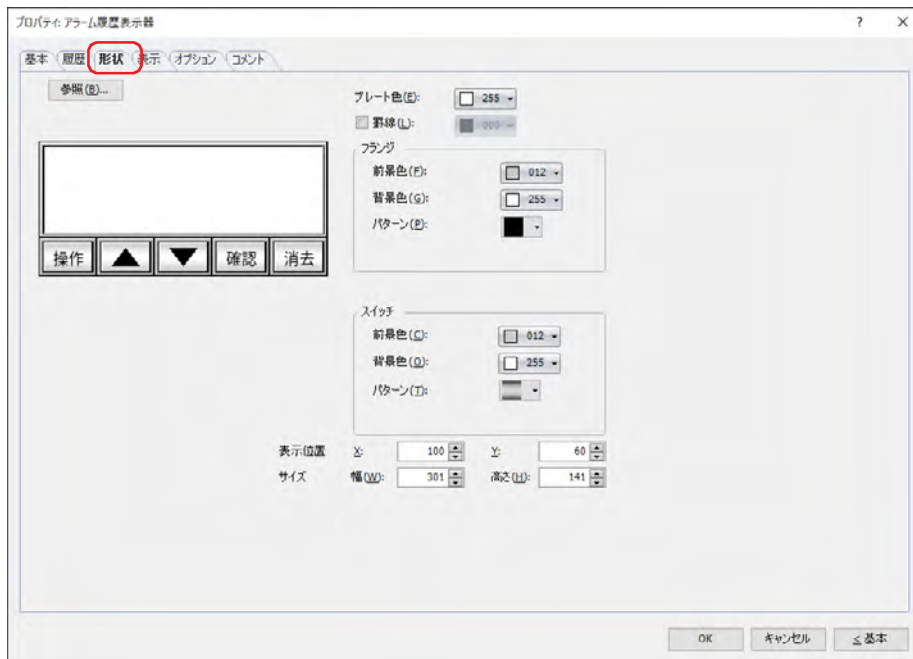 プロパティ: アラーム履歴表示器
? ×
基本 履歴 形状 表示 オプション コメント
参照(B)...
プレート色(E): 255
罫線(L): 000
フランジ
前景色(F): 012
背景色(G): 255
パターン(P):
操作 ▲ ▼ 確認 消去
スイッチ
前景色(C): 012
背景色(O): 255
パターン(T):
表示位置 X: 100 Y: 60
サイズ 幅(W): 301 高さ(H): 141
OK キャンセル < 基本